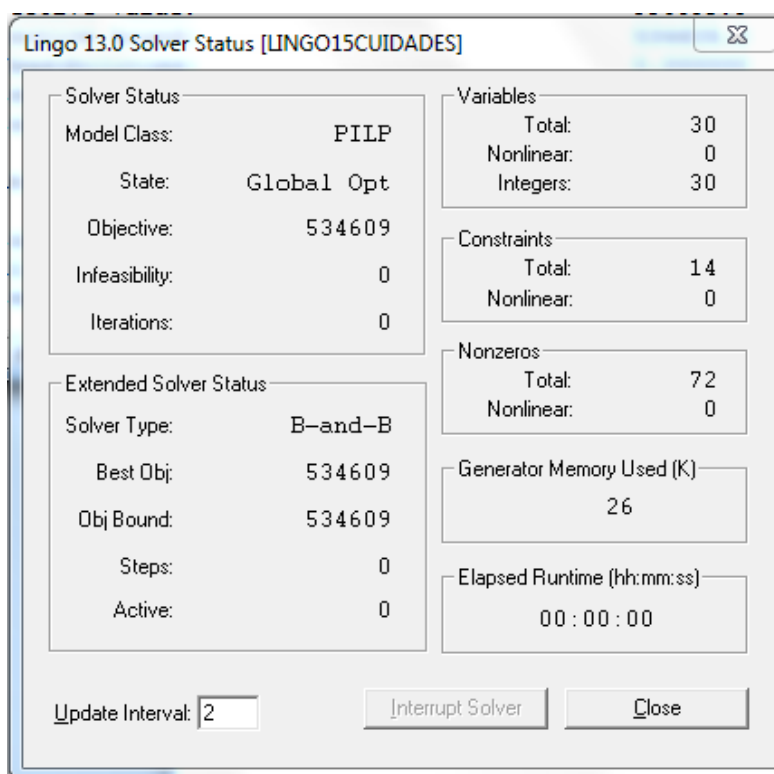 Lingo 13.0 Solver Status [LINGO15CUIDADES]
Solver Status
Model Class: PILP
State: Global Opt
Objective: 534609
Infeasibility: 0
Iterations: 0
Extended Solver Status
Solver Type: B-and-B
Best Obj: 534609
Obj Bound: 534609
Steps: 0
Active: 0
Variables
Total: 30
Nonlinear: 0
Integers: 30
Constraints
Total: 14
Nonlinear: 0
Nonzeros
Total: 72
Nonlinear: 0
Generator Memory Used (K)
26
Elapsed Runtime (hh:mm:ss)
00:00:00
Update Interval: 2
Interrupt Solver
Close